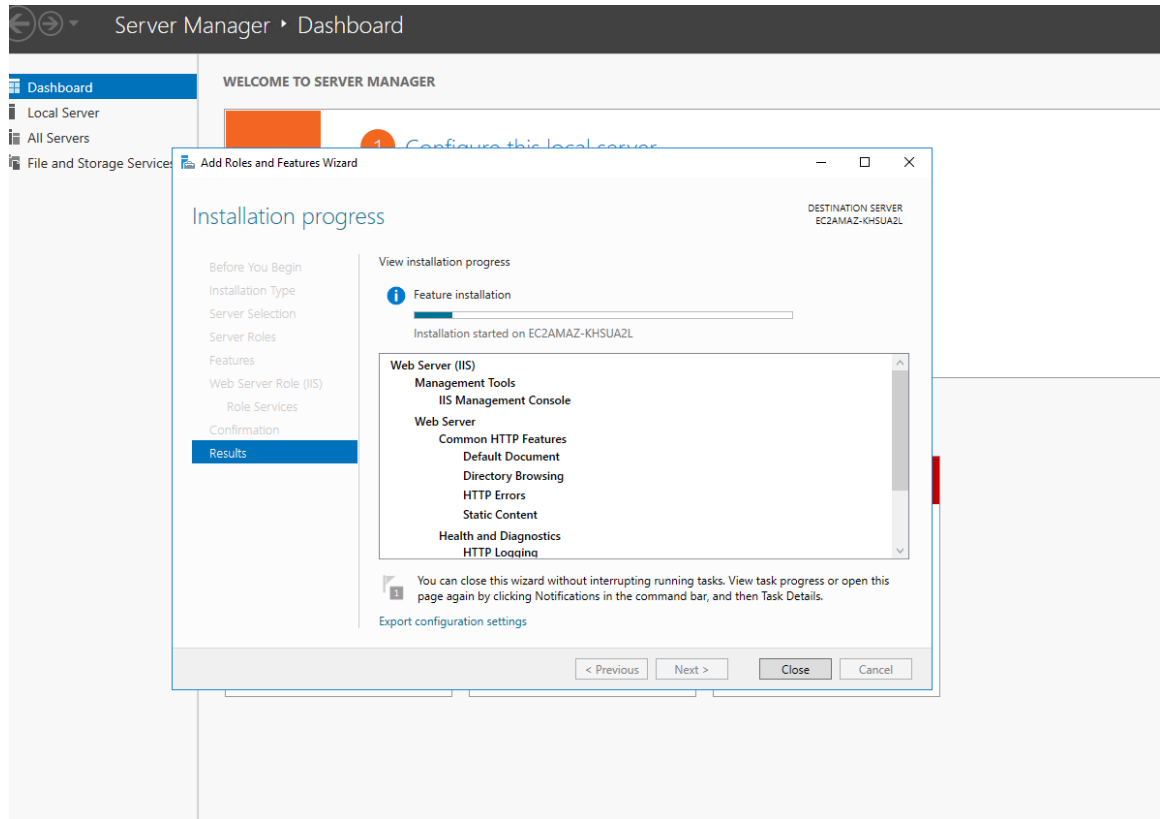 Server Manager ‣ Dashboard
Dashboard
Local Server
All Servers
File and Storage Services
WELCOME TO SERVER MANAGER
1 Configure this local server
Add Roles and Features Wizard
Installation progress
DESTINATION SERVER
EC2AMAZ-KHSUA2L
Before You Begin
Installation Type
Server Selection
Server Roles
Features
Web Server Role (IIS)
Role Services
Confirmation
Results
View installation progress
Feature installation
Installation started on EC2AMAZ-KHSUA2L
Web Server (IIS)
Management Tools
IIS Management Console
Web Server
Common HTTP Features
Default Document
Directory Browsing
HTTP Errors
Static Content
Health and Diagnostics
HTTP Logging
1
You can close this wizard without interrupting running tasks. View task progress or open this
page again by clicking Notifications in the command bar, and then Task Details.
Export configuration settings
< Previous
Next >
Close
Cancel